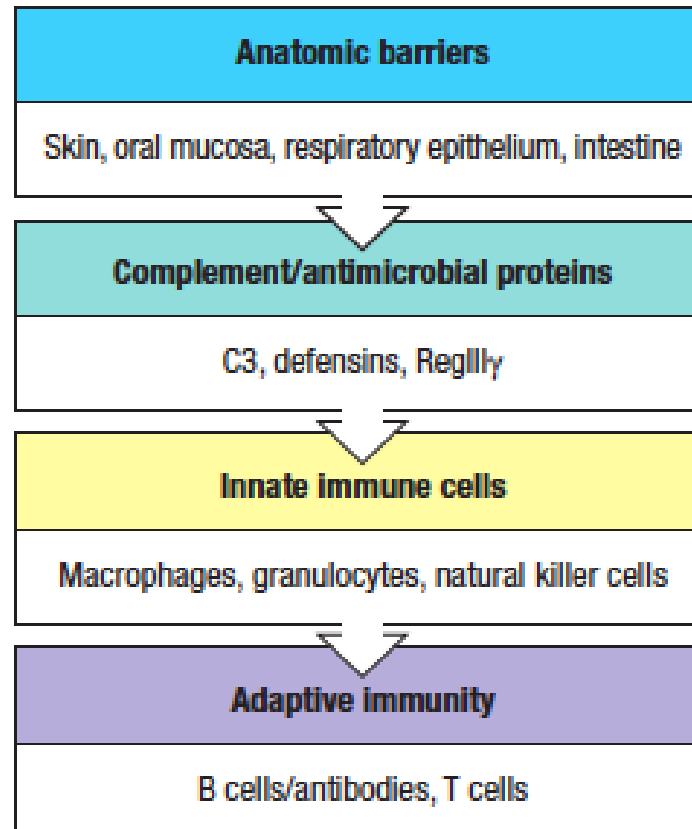 Anatomic barriers
Skin, oral mucosa, respiratory epithelium, intestine
Complement/antimicrobial proteins
C3, defensins, RegIIIγ
Innate immune cells
Macrophages, granulocytes, natural killer cells
Adaptive immunity
B cells/antibodies, T cells